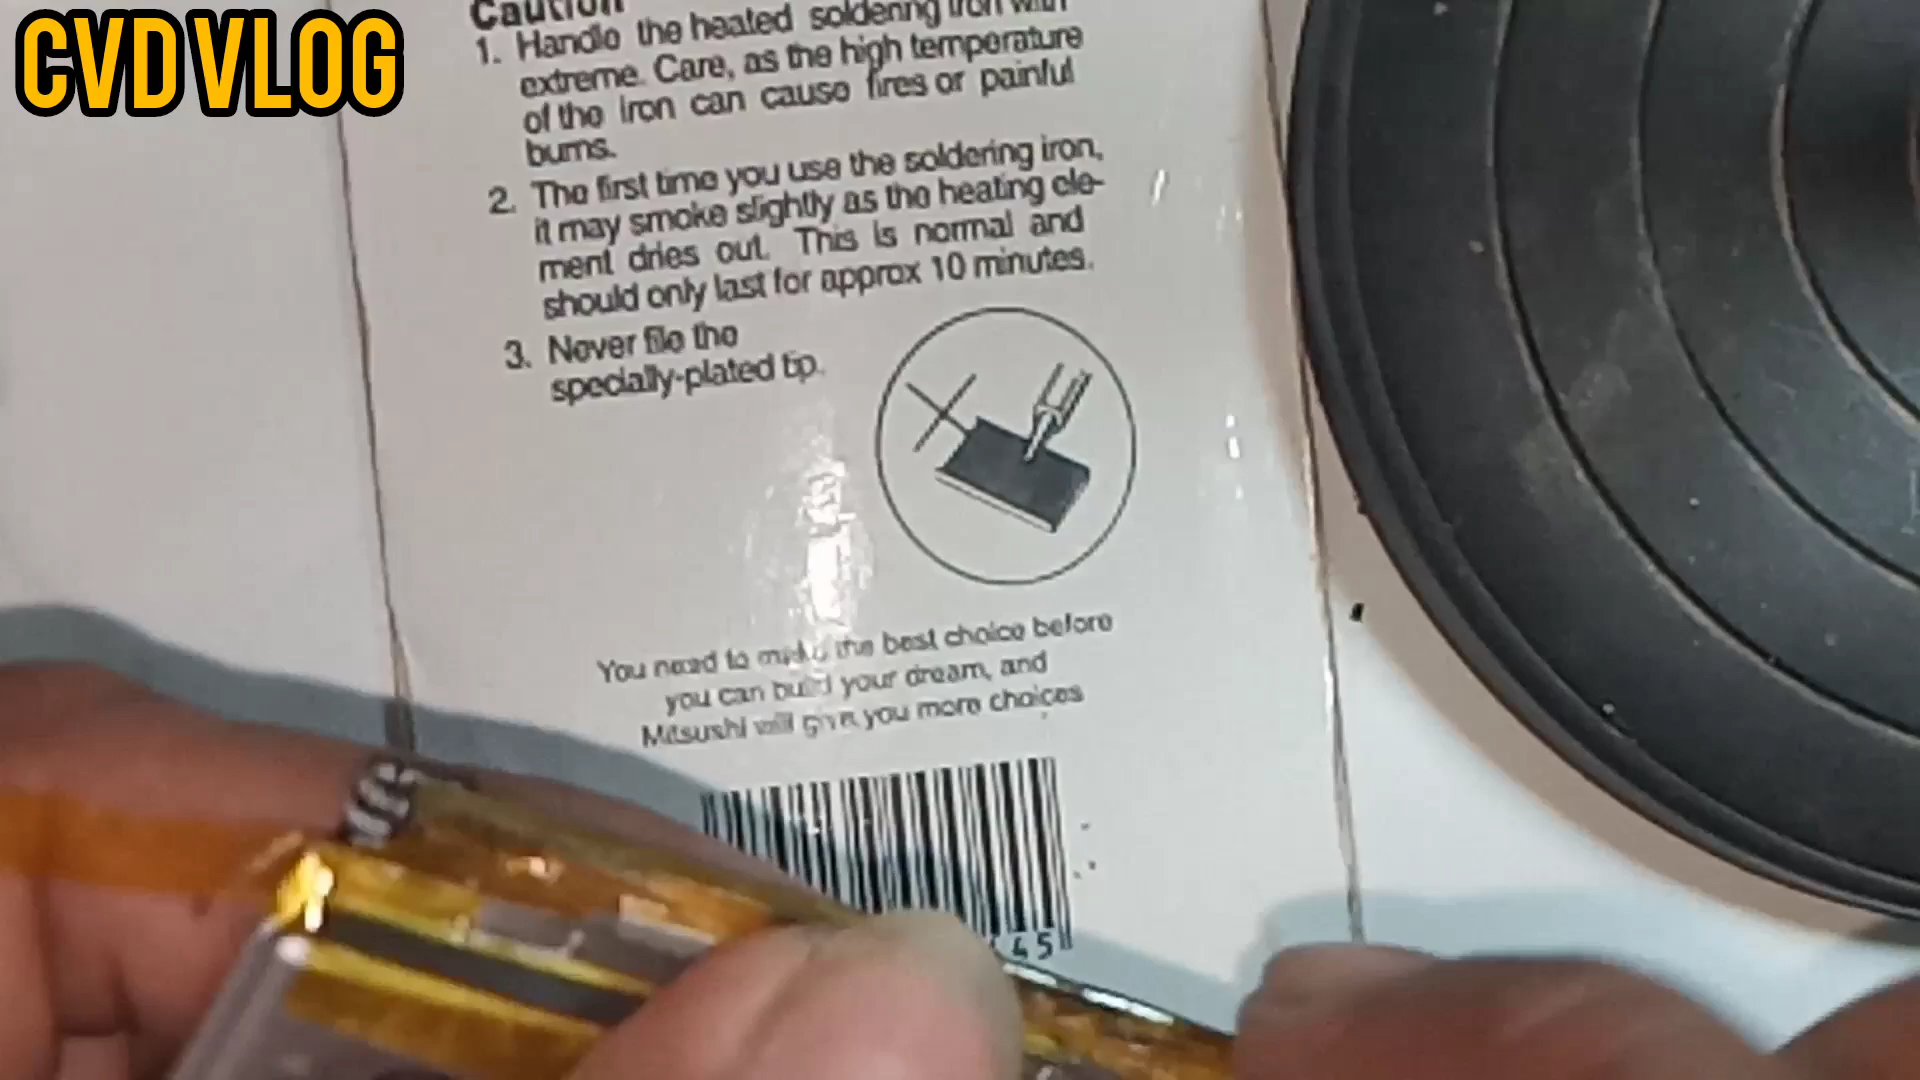 CVD VLOG
Caution
1. Handle the heated soldering iron with
extreme. Care, as the high temperature
of the iron can cause fires or painful
burns.
2. The first time you use the soldering iron,
it may smoke slightly as the heating ele-
ment dries out. This is normal and
should only last for approx 10 minutes.
3. Never file the
specially-plated tip.
You need to make the best choice before
you can build your dream, and
Mitsushi will give you more choices
45